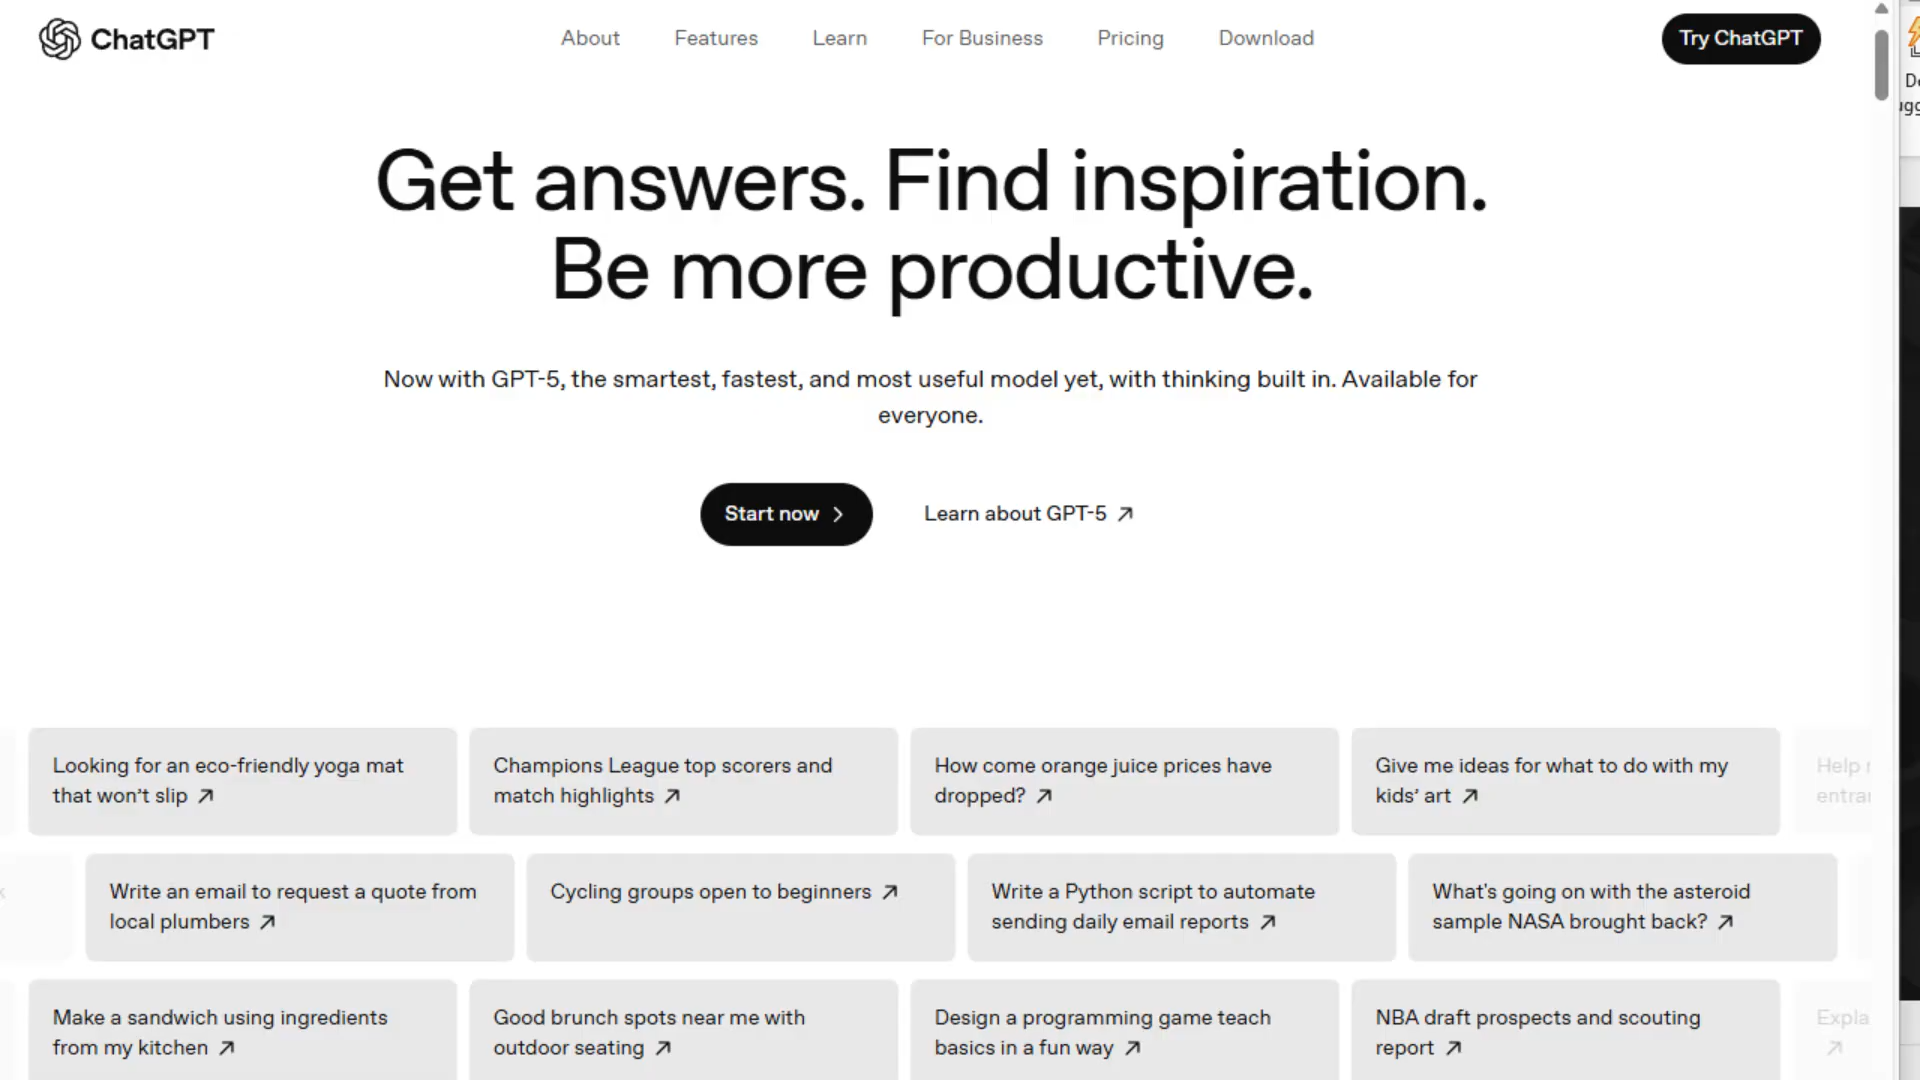 ChatGPT
About
Features
Learn
For Business
Pricing
Download
Try ChatGPT
Get answers. Find inspiration.
Be more productive.
Now with GPT-5, the smartest, fastest, and most useful model yet, with thinking built in. Available for
everyone.
Start now
Learn about GPT-5
Looking for an eco-friendly yoga mat
that won’t slip
Champions League top scorers and
match highlights
How come orange juice prices have
dropped?
Give me ideas for what to do with my
kids’ art
Help
Write an email to request a quote from
local plumbers
Cycling groups open to beginners
Write a Python script to automate
sending daily email reports
What's going on with the asteroid
sample NASA brought back?
Make a sandwich using ingredients
from my kitchen
Good brunch spots near me with
outdoor seating
Design a programming game teach
basics in a fun way
NBA draft prospects and scouting
report